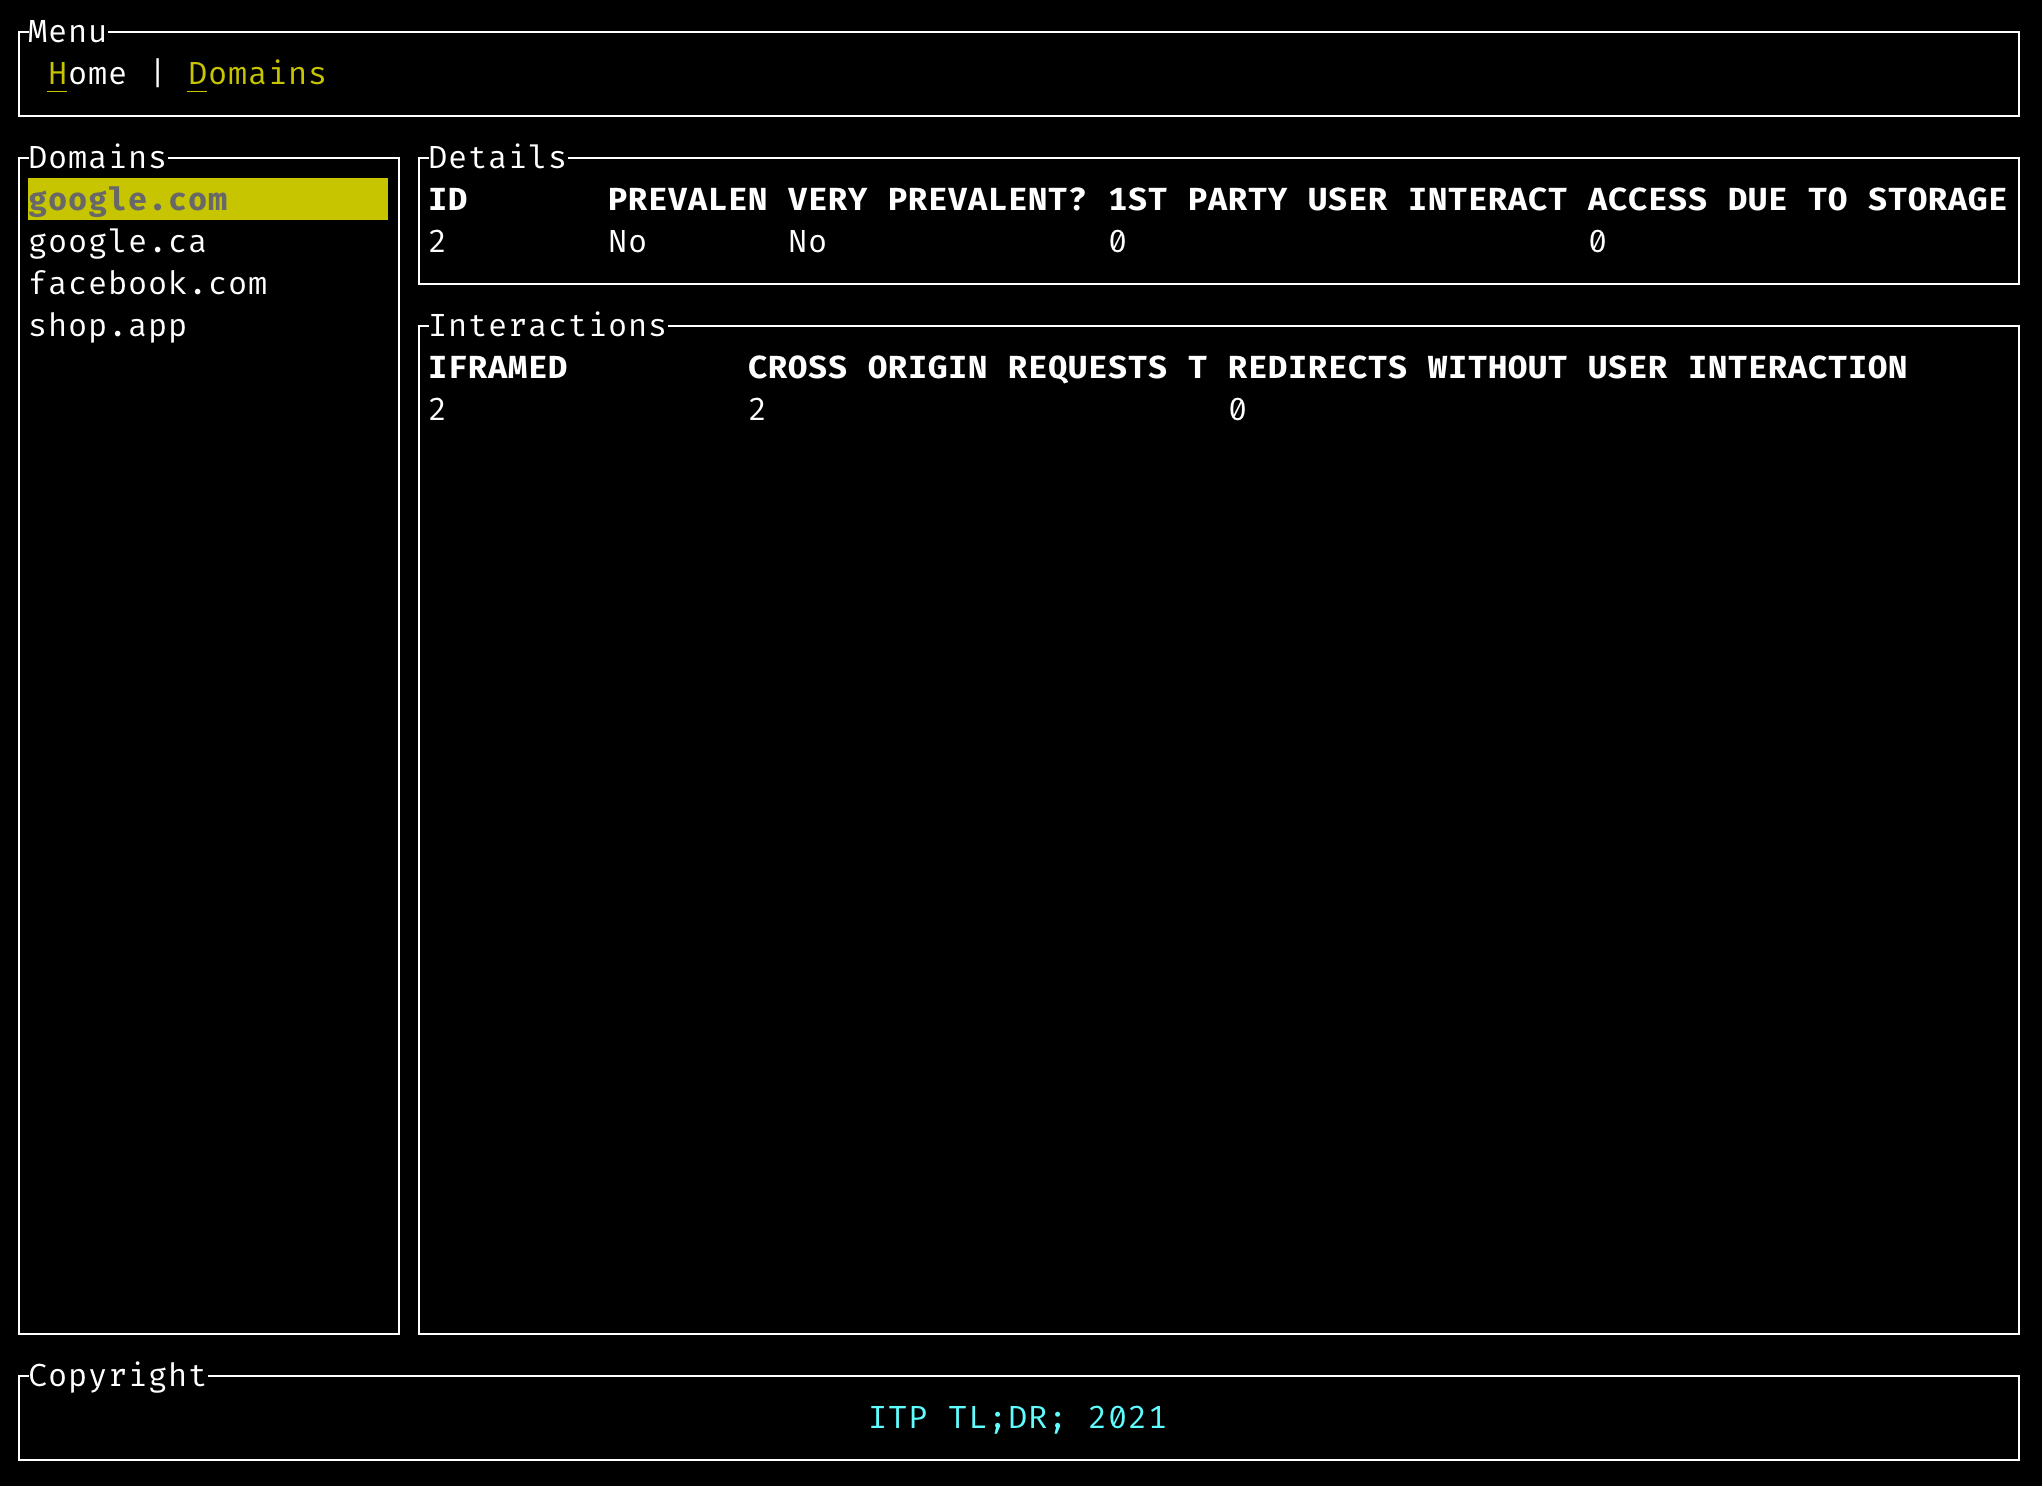 Menu
Home | Domains
Domains
google.com
google.ca
facebook.com
shop.app
Details
ID PREVALEN VERY PREVALENT? 1ST PARTY USER INTERACT ACCESS DUE TO STORAGE
2 No No 0 0
Interactions
IFRAMED CROSS ORIGIN REQUESTS T REDIRECTS WITHOUT USER INTERACTION
2 2 0
Copyright
ITP TL;DR; 2021